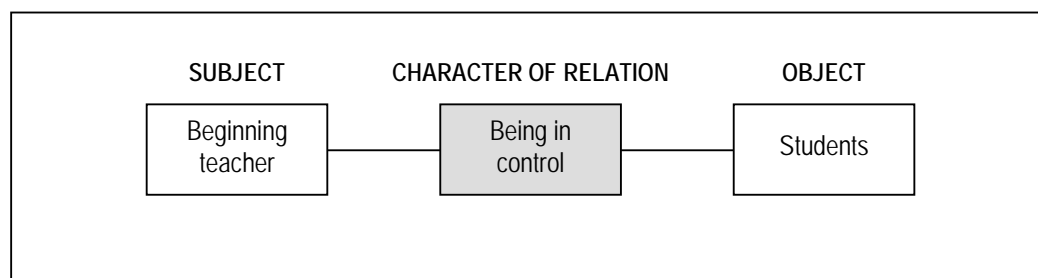 SUBJECT CHARACTER OF RELATION OBJECT
Beginning
teacher
Being in
control
Students